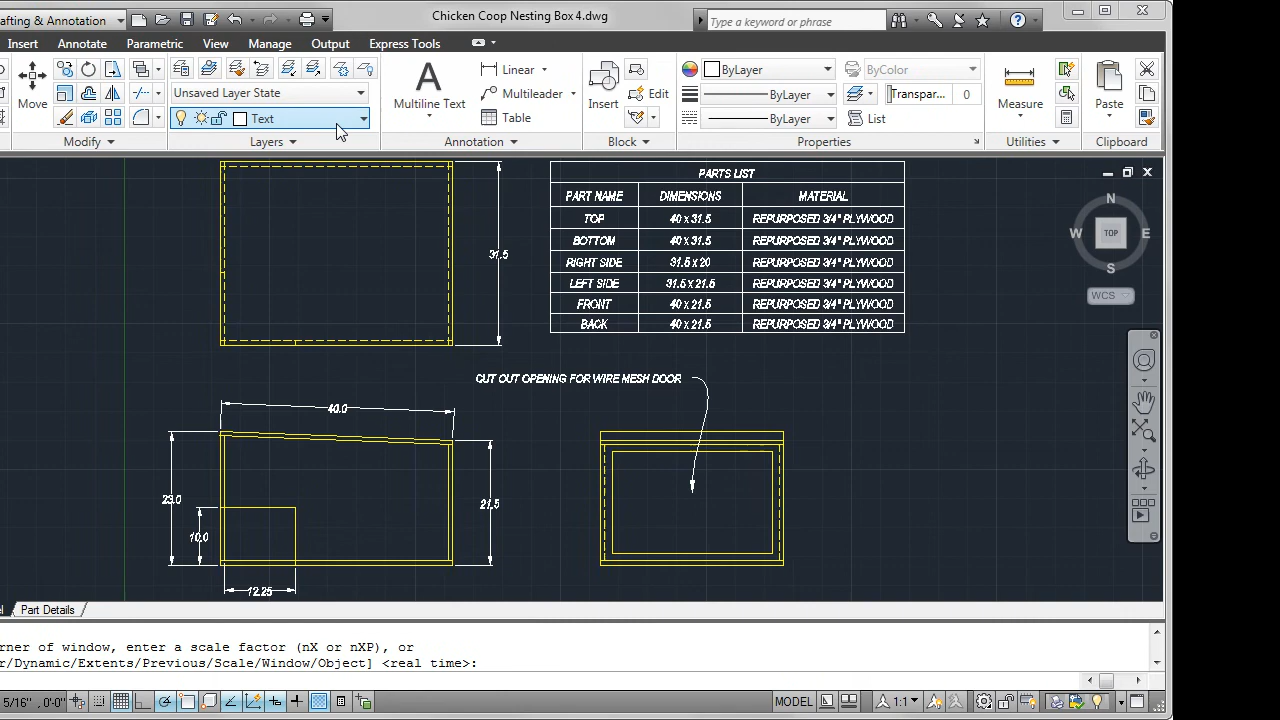 afting & Annotation
Chicken Coop Nesting Box 4.dwg
Type a keyword or phrase
Insert Annotate Parametric View Manage Output Express Tools
Move
Unsaved Layer State
Text
Modify
Layers
Multiline Text
Linear
Multileader
Table
Annotation
Insert
Edit
Block
ByLayer
ByLayer
ByLayer
ByColor
Transpar... 0
List
Properties
Measure
Utilities
Paste
Clipboard
PARTS LIST
PART NAME DIMENSIONS MATERIAL
TOP 40 x 31.5 REPURPOSED 3/4" PLYWOOD
BOTTOM 40 x 31.5 REPURPOSED 3/4" PLYWOOD
RIGHT SIDE 31.5 x 20 REPURPOSED 3/4" PLYWOOD
LEFT SIDE 31.5 x 21.5 REPURPOSED 3/4" PLYWOOD
FRONT 40 x 21.5 REPURPOSED 3/4" PLYWOOD
BACK 40 x 21.5 REPURPOSED 3/4" PLYWOOD
31.5
N
W TOP E
S
WCS
CUT OUT OPENING FOR WIRE MESH DOOR
40.0
23.0
21.5
10.0
12.25
el Part Details
orner of window, enter a scale factor (nX or nXP), or
r/Dynamic/Extents/Previous/Scale/Window/Object] <real time>:
5/16" , 0'-0"
MODEL
1:1